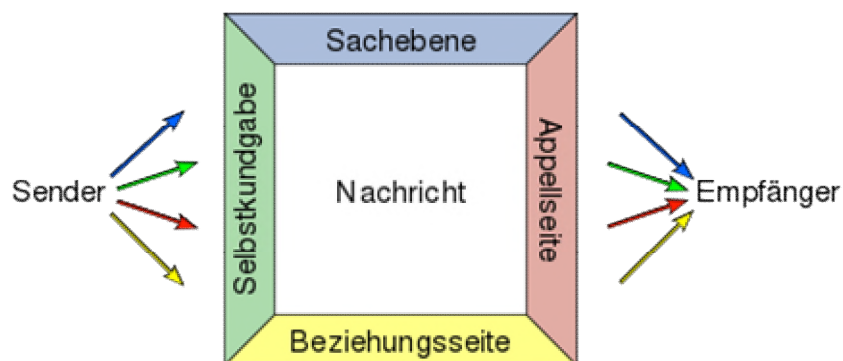 Sachebene
Sender
Selbstkundgabe
Nachricht
Appellseite
Empfänger
Beziehungsseite